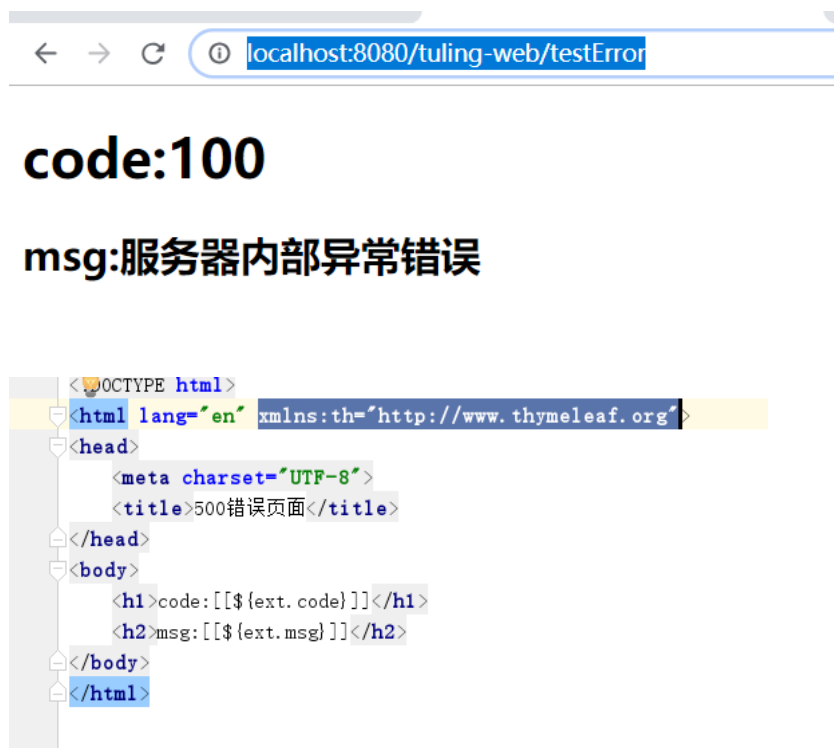 localhost:8080/tuling-web/testError
code:100
msg:服务器内部异常错误
<!DOCTYPE html>
<html lang="en" xmlns:th="http://www.thymeleaf.org">
<head>
<meta charset="UTF-8">
<title>500错误页面</title>
</head>
<body>
<h1>code:[[${ext.code}]]</h1>
<h2>msg:[[${ext.msg}]]</h2>
</body>
</html>